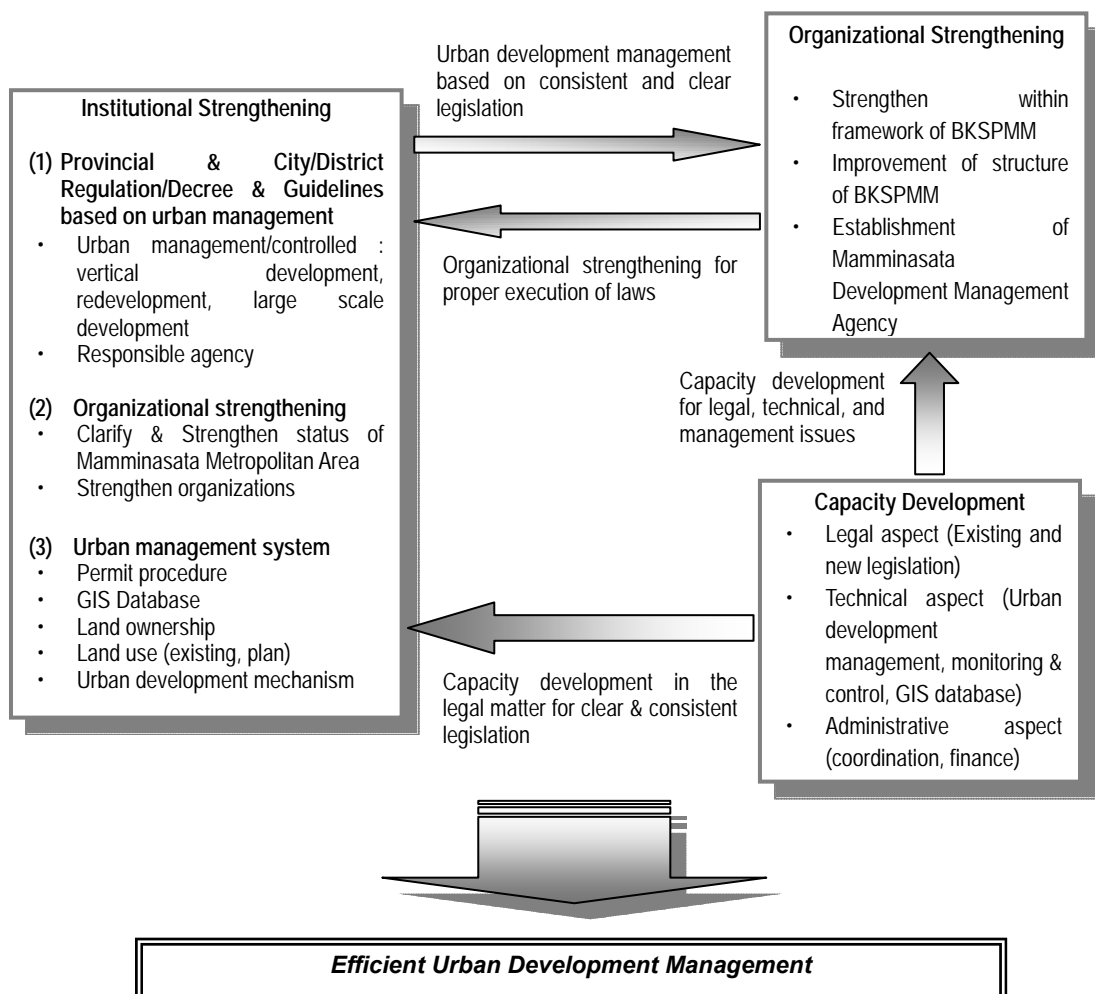 Institutional Strengthening
(1) Provincial & City/District
Regulation/Decree & Guidelines
based on urban management
・ Urban management/controlled :
vertical development,
redevelopment, large scale
development
・ Responsible agency
(2) Organizational strengthening
・ Clarify & Strengthen status of
Mamminasata Metropolitan Area
・ Strengthen organizations
(3) Urban management system
・ Permit procedure
・ GIS Database
・ Land ownership
・ Land use (existing, plan)
・ Urban development mechanism
Urban development management
based on consistent and clear
legislation
Organizational strengthening for
proper execution of laws
Organizational Strengthening
・ Strengthen within
framework of BKSPMM
・ Improvement of structure
of BKSPMM
・ Establishment of
Mamminasata
Development Management
Agency
Capacity development
for legal, technical, and
management issues
Capacity Development
・ Legal aspect (Existing and
new legislation)
・ Technical aspect (Urban
development
management, monitoring &
control, GIS database)
・ Administrative aspect
(coordination, finance)
Capacity development in the
legal matter for clear & consistent
legislation
Efficient Urban Development Management